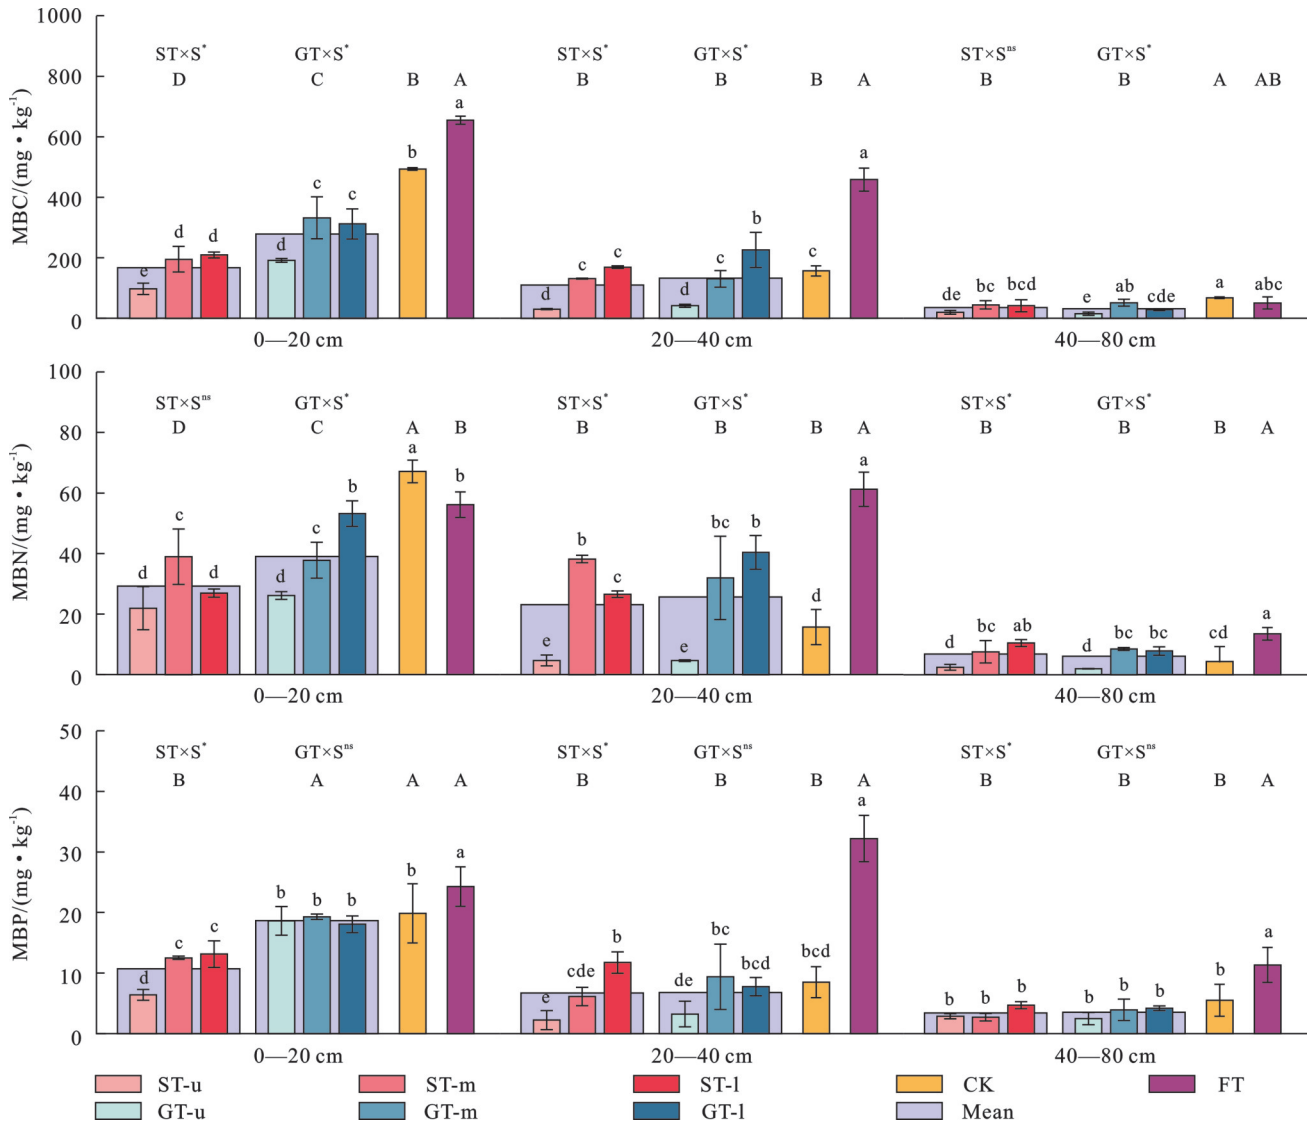 1000
800
600
400
200
0
MBC/(mg • kg⁻¹)
ST×S* GT×S* ST×S* GT×S* ST×Sⁿˢ GT×S*
D C B A B B B A B B A AB
e d d d c c b a d c c d c b c a de bc bcd e ab cde a abc
0—20 cm 20—40 cm 40—80 cm
100
80
60
40
20
0
MBN/(mg • kg⁻¹)
ST×Sⁿˢ GT×S* ST×S* GT×S* ST×S* GT×S*
D C A B B B B A B B B A
d c d d c b a b e b c e bc b d a d bc ab d bc bc cd a
0—20 cm 20—40 cm 40—80 cm
50
40
30
20
10
0
MBP/(mg • kg⁻¹)
ST×S* GT×Sⁿˢ ST×S* GT×Sⁿˢ ST×S* GT×Sⁿˢ
B A A A B B B A B B B A
d c c b b b b a e cde b de bc bcd bcd a b b b b b b b a
0—20 cm 20—40 cm 40—80 cm
ST-u ST-m ST-l CK FT
GT-u GT-m GT-l Mean